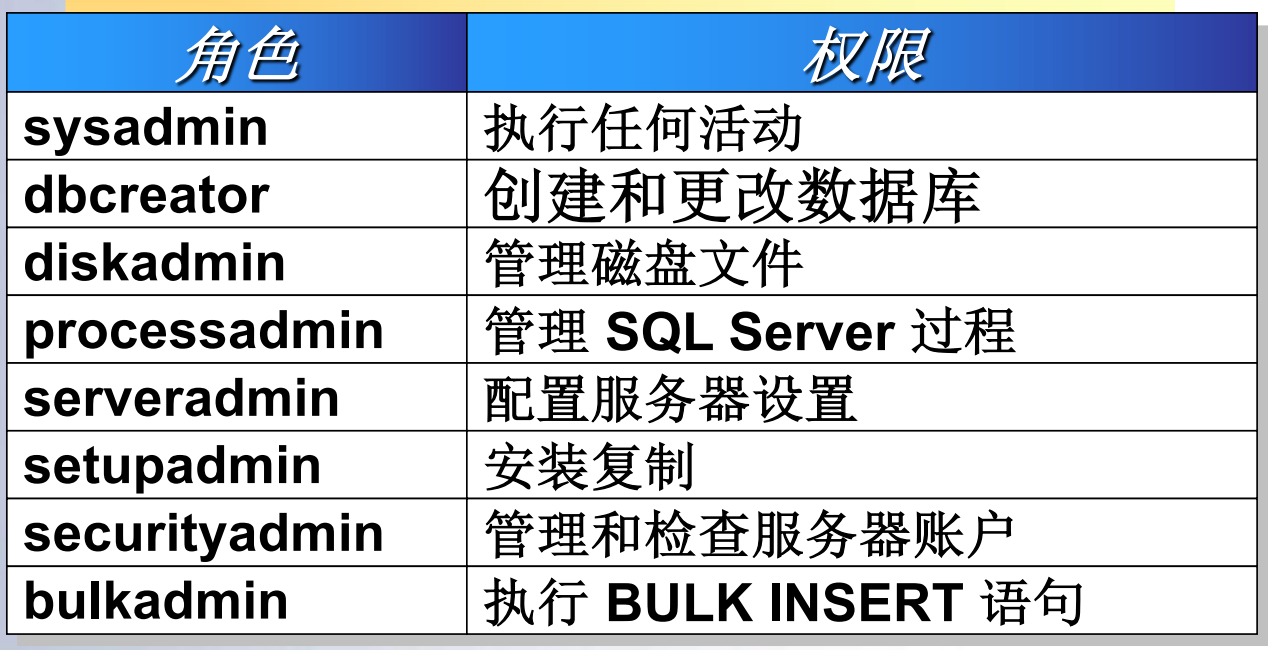 角色 权限
sysadmin 执行任何活动
dbcreator 创建和更改数据库
diskadmin 管理磁盘文件
processadmin 管理 SQL Server 过程
serveradmin 配置服务器设置
setupadmin 安装复制
securityadmin 管理和检查服务器账户
bulkadmin 执行 BULK INSERT 语句